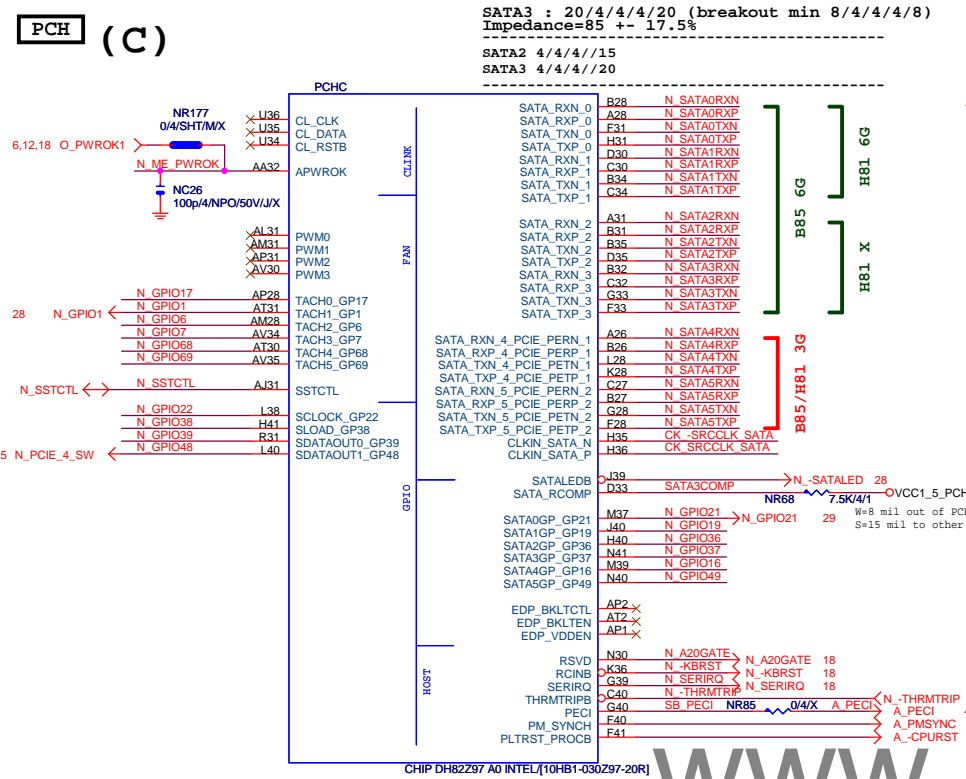 PCH (C)
SATA3 : 20/4/4/4/20 (breakout min 8/4/4/4/8)
Impedance=85 +- 17.5%
SATA2 4/4/4//15
SATA3 4/4/4//20
PCHC
NR177
0/4/SHT/M/X
6,12,18 O_PWROK1
N_ME_PWROK
NC26
100p/4/NPO/50V/J/X
U36 CL_CLK
U35 CL_DATA
U34 CL_RSTB
AA32 APWROK
CLINK
AL31 PWM0
AM31 PWM1
AP31 PWM2
AV30 PWM3
FAN
N_GPIO17 AP28 TACH0_GP17
28 N_GPIO1 N_GPIO1 AT31 TACH1_GP1
N_GPIO6 AM28 TACH2_GP6
N_GPIO7 AV34 TACH3_GP7
N_GPIO68 AT30 TACH4_GP68
N_GPIO69 AV35 TACH5_GP69
N_SSTCTL N_SSTCTL AJ31 SSTCTL
N_GPIO22 L38 SCLOCK_GP22
N_GPIO38 H41 SLOAD_GP38
N_GPIO39 R31 SDATAOUT0_GP39
5 N_PCIE_4_SW N_GPIO48 L40 SDATAOUT1_GP48
GPIO
HOST
SATA_RXN_0 B28 N_SATA0RXN
SATA_RXP_0 A28 N_SATA0RXP
SATA_TXN_0 F31 N_SATA0TXN
SATA_TXP_0 H31 N_SATA0TXP
SATA_RXN_1 D30 N_SATA1RXN
SATA_RXP_1 C30 N_SATA1RXP
SATA_TXN_1 B34 N_SATA1TXN
SATA_TXP_1 C34 N_SATA1TXP
SATA_RXN_2 A31 N_SATA2RXN
SATA_RXP_2 B31 N_SATA2RXP
SATA_TXN_2 B35 N_SATA2TXN
SATA_TXP_2 D35 N_SATA2TXP
SATA_RXN_3 B32 N_SATA3RXN
SATA_RXP_3 C32 N_SATA3RXP
SATA_TXN_3 G33 N_SATA3TXN
SATA_TXP_3 F33 N_SATA3TXP
B85 6G
H81 6G
H81 X
SATA_RXN_4_PCIE_PERN_1 A26 N_SATA4RXN
SATA_RXP_4_PCIE_PERP_1 B26 N_SATA4RXP
SATA_TXN_4_PCIE_PETN_1 L28 N_SATA4TXN
SATA_TXP_4_PCIE_PETP_1 K28 N_SATA4TXP
SATA_RXN_5_PCIE_PERN_2 C27 N_SATA5RXN
SATA_RXP_5_PCIE_PERP_2 B27 N_SATA5RXP
SATA_TXN_5_PCIE_PETN_2 G28 N_SATA5TXN
SATA_TXP_5_PCIE_PETP_2 F28 N_SATA5TXP
B85/H81 3G
CLKIN_SATA_N H35 CK_-SRCCLK_SATA
CLKIN_SATA_P H36 CK_SRCCLK_SATA
SATALEDB J39 N_-SATALED 28
SATA_RCOMP D33 SATA3COMP NR68 7.5K/4/1 VCC1_5_PCH
W=8 mil out of PCH
S=15 mil to other
SATA0GP_GP21 M37 N_GPIO21 N_GPIO21 29
SATA1GP_GP19 J40 N_GPIO19
SATA2GP_GP36 H40 N_GPIO36
SATA3GP_GP37 N41 N_GPIO37
SATA4GP_GP16 M39 N_GPIO16
SATA5GP_GP49 N40 N_GPIO49
EDP_BKLTCTL AP2
EDP_BKLTEN AT2
EDP_VDDEN AP1
RSVD N30 N_A20GATE N_A20GATE 18
RCINB K36 N_-KBRST N_-KBRST 18
SERIRQ G39 N_SERIRQ N_SERIRQ 18
THRMTRIPB C40 N_-THRMTRIP N_-THRMTRIP
PECI G40 SB_PECI NR85 0/4/X A_PECI A_PECI
PM_SYNCH F40 A_PMSYNC
PLTRST_PROCB F41 A_-CPURST
CHIP DH82Z97 A0 INTEL/[10HB1-030Z97-20R]
WWW